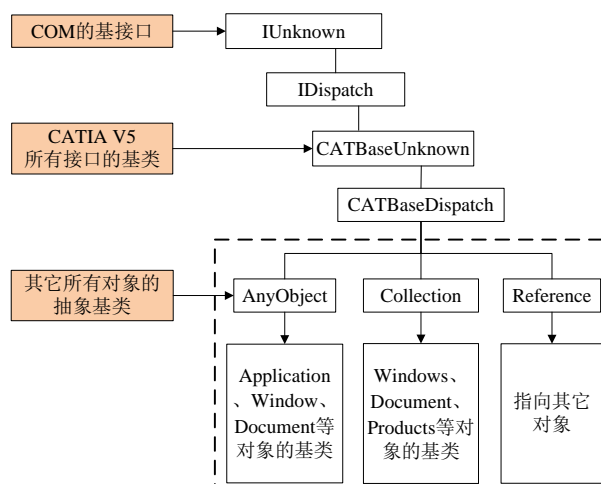 COM的基接口
IUnknown
IDispatch
CATIA V5
所有接口的基类
CATBaseUnknown
CATBaseDispatch
其它所有对象的
抽象基类
AnyObject
Collection
Reference
Application
、Window、
Document等
对象的基类
Windows、
Document、
Products等对
象的基类
指向其它
对象